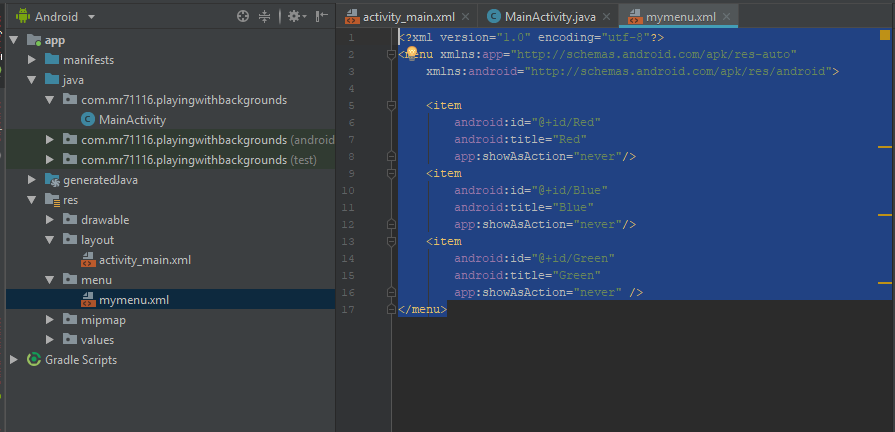 Android
app
manifests
java
com.mr71116.playingwithbackgrounds
MainActivity
com.mr71116.playingwithbackgrounds (android
com.mr71116.playingwithbackgrounds (test)
generatedJava
res
drawable
layout
activity_main.xml
menu
mymenu.xml
mipmap
values
Gradle Scripts
activity_main.xml MainActivity.java mymenu.xml
1 <?xml version="1.0" encoding="utf-8"?>
2 <menu xmlns:app="http://schemas.android.com/apk/res-auto"
3 xmlns:android="http://schemas.android.com/apk/res/android">
4
5 <item
6 android:id="@+id/Red"
7 android:title="Red"
8 app:showAsAction="never"/>
9 <item
10 android:id="@+id/Blue"
11 android:title="Blue"
12 app:showAsAction="never"/>
13 <item
14 android:id="@+id/Green"
15 android:title="Green"
16 app:showAsAction="never" />
17 </menu>